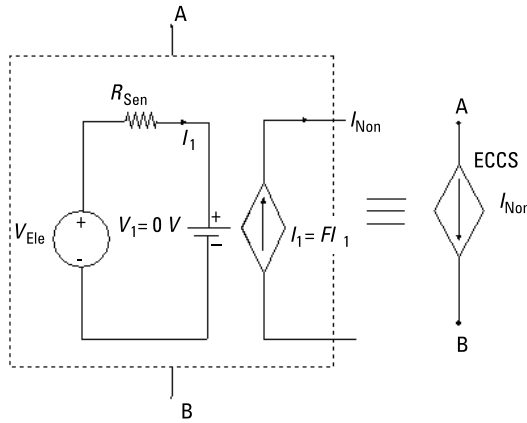 A
R_Sen
I_1
I_Non
+
V_Ele
-
V_1 = 0 V
+
−
I_1 = FI_1
B
A
ECCS
I_Non
B